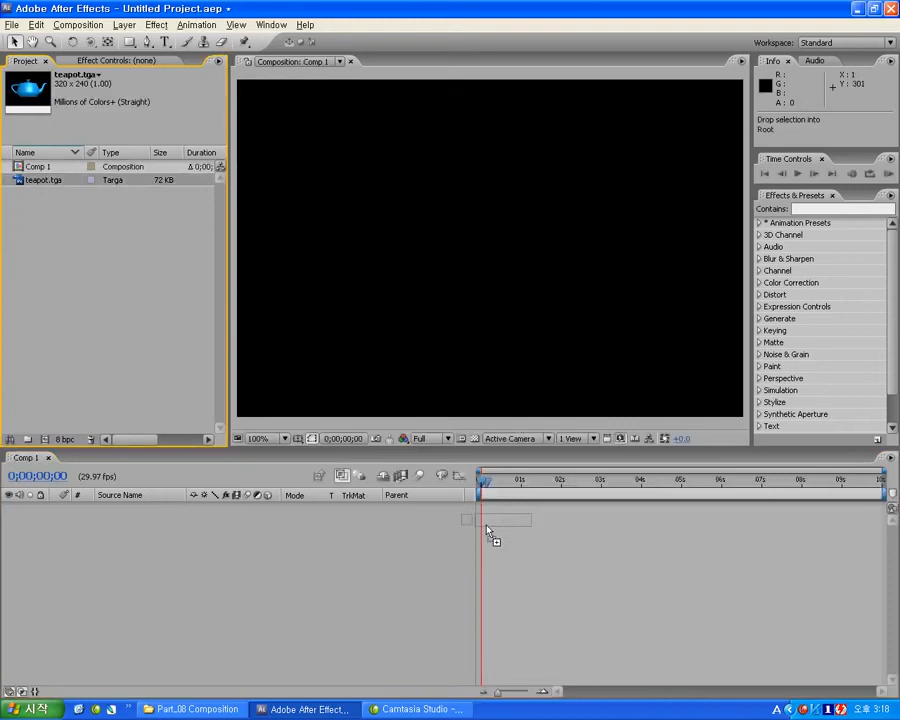 Adobe After Effects - Untitled Project.aep
File Edit Composition Layer Effect Animation View Window Help
Workspace: Standard
Project Effect Controls: (none)
teapot.tga
320 x 240 (1.00)
Millions of Colors+ (Straight)
Name Type Size Duration
Comp 1 Composition Δ 0;00;
teapot.tga Targa 72 KB
8 bpc
Composition: Comp 1
100% 0;00;00;00 Full Active Camera 1 View +0.0
Info Audio
R :
G :
B :
A : 0
X : 1
Y : 301
Drop selection into
Root
Time Controls
Effects & Presets
Contains:
* Animation Presets
3D Channel
Audio
Blur & Sharpen
Channel
Color Correction
Distort
Expression Controls
Generate
Keying
Matte
Noise & Grain
Paint
Perspective
Simulation
Stylize
Synthetic Aperture
Text
Comp 1
0;00;00;00 (29.97 fps)
# Source Name Mode T TrkMat Parent
01s 02s 03s 04s 05s 06s 07s 08s 09s 10s
시작 Part_08 Composition Adobe After Effect... Camtasia Studio -... A 오후 3:18